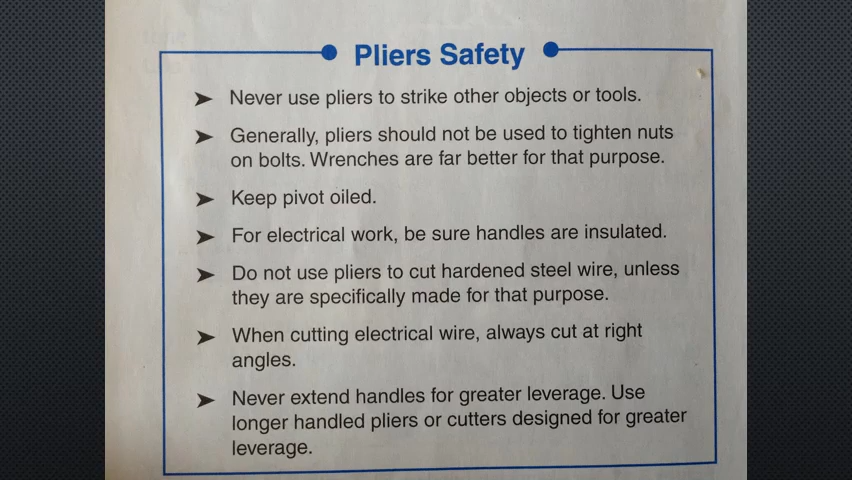 Pliers Safety
➤ Never use pliers to strike other objects or tools.
➤ Generally, pliers should not be used to tighten nuts
on bolts. Wrenches are far better for that purpose.
➤ Keep pivot oiled.
➤ For electrical work, be sure handles are insulated.
➤ Do not use pliers to cut hardened steel wire, unless
they are specifically made for that purpose.
➤ When cutting electrical wire, always cut at right
angles.
➤ Never extend handles for greater leverage. Use
longer handled pliers or cutters designed for greater
leverage.